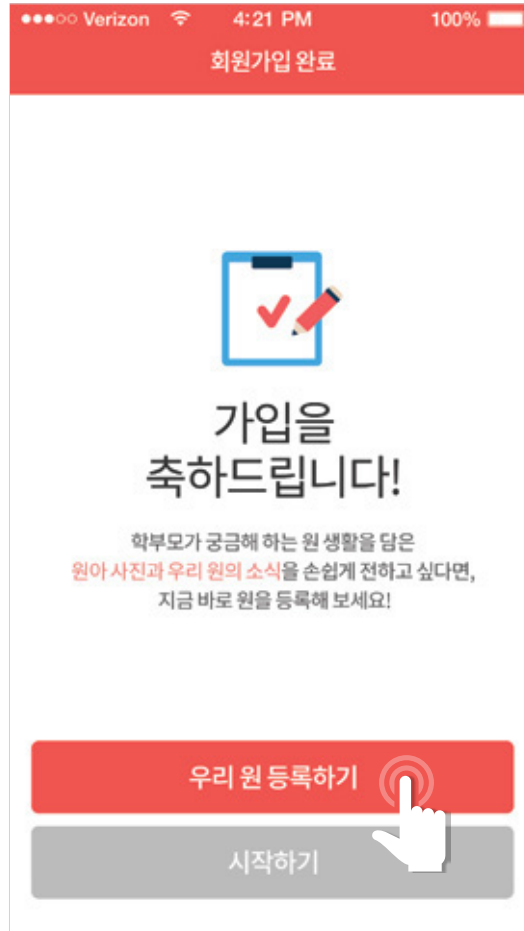 Verizon 4:21 PM 100%
회원가입 완료
가입을
축하드립니다!
학부모가 궁금해 하는 원 생활을 담은
원아 사진과 우리 원의 소식을 손쉽게 전하고 싶다면,
지금 바로 원을 등록해 보세요!
우리 원 등록하기
시작하기